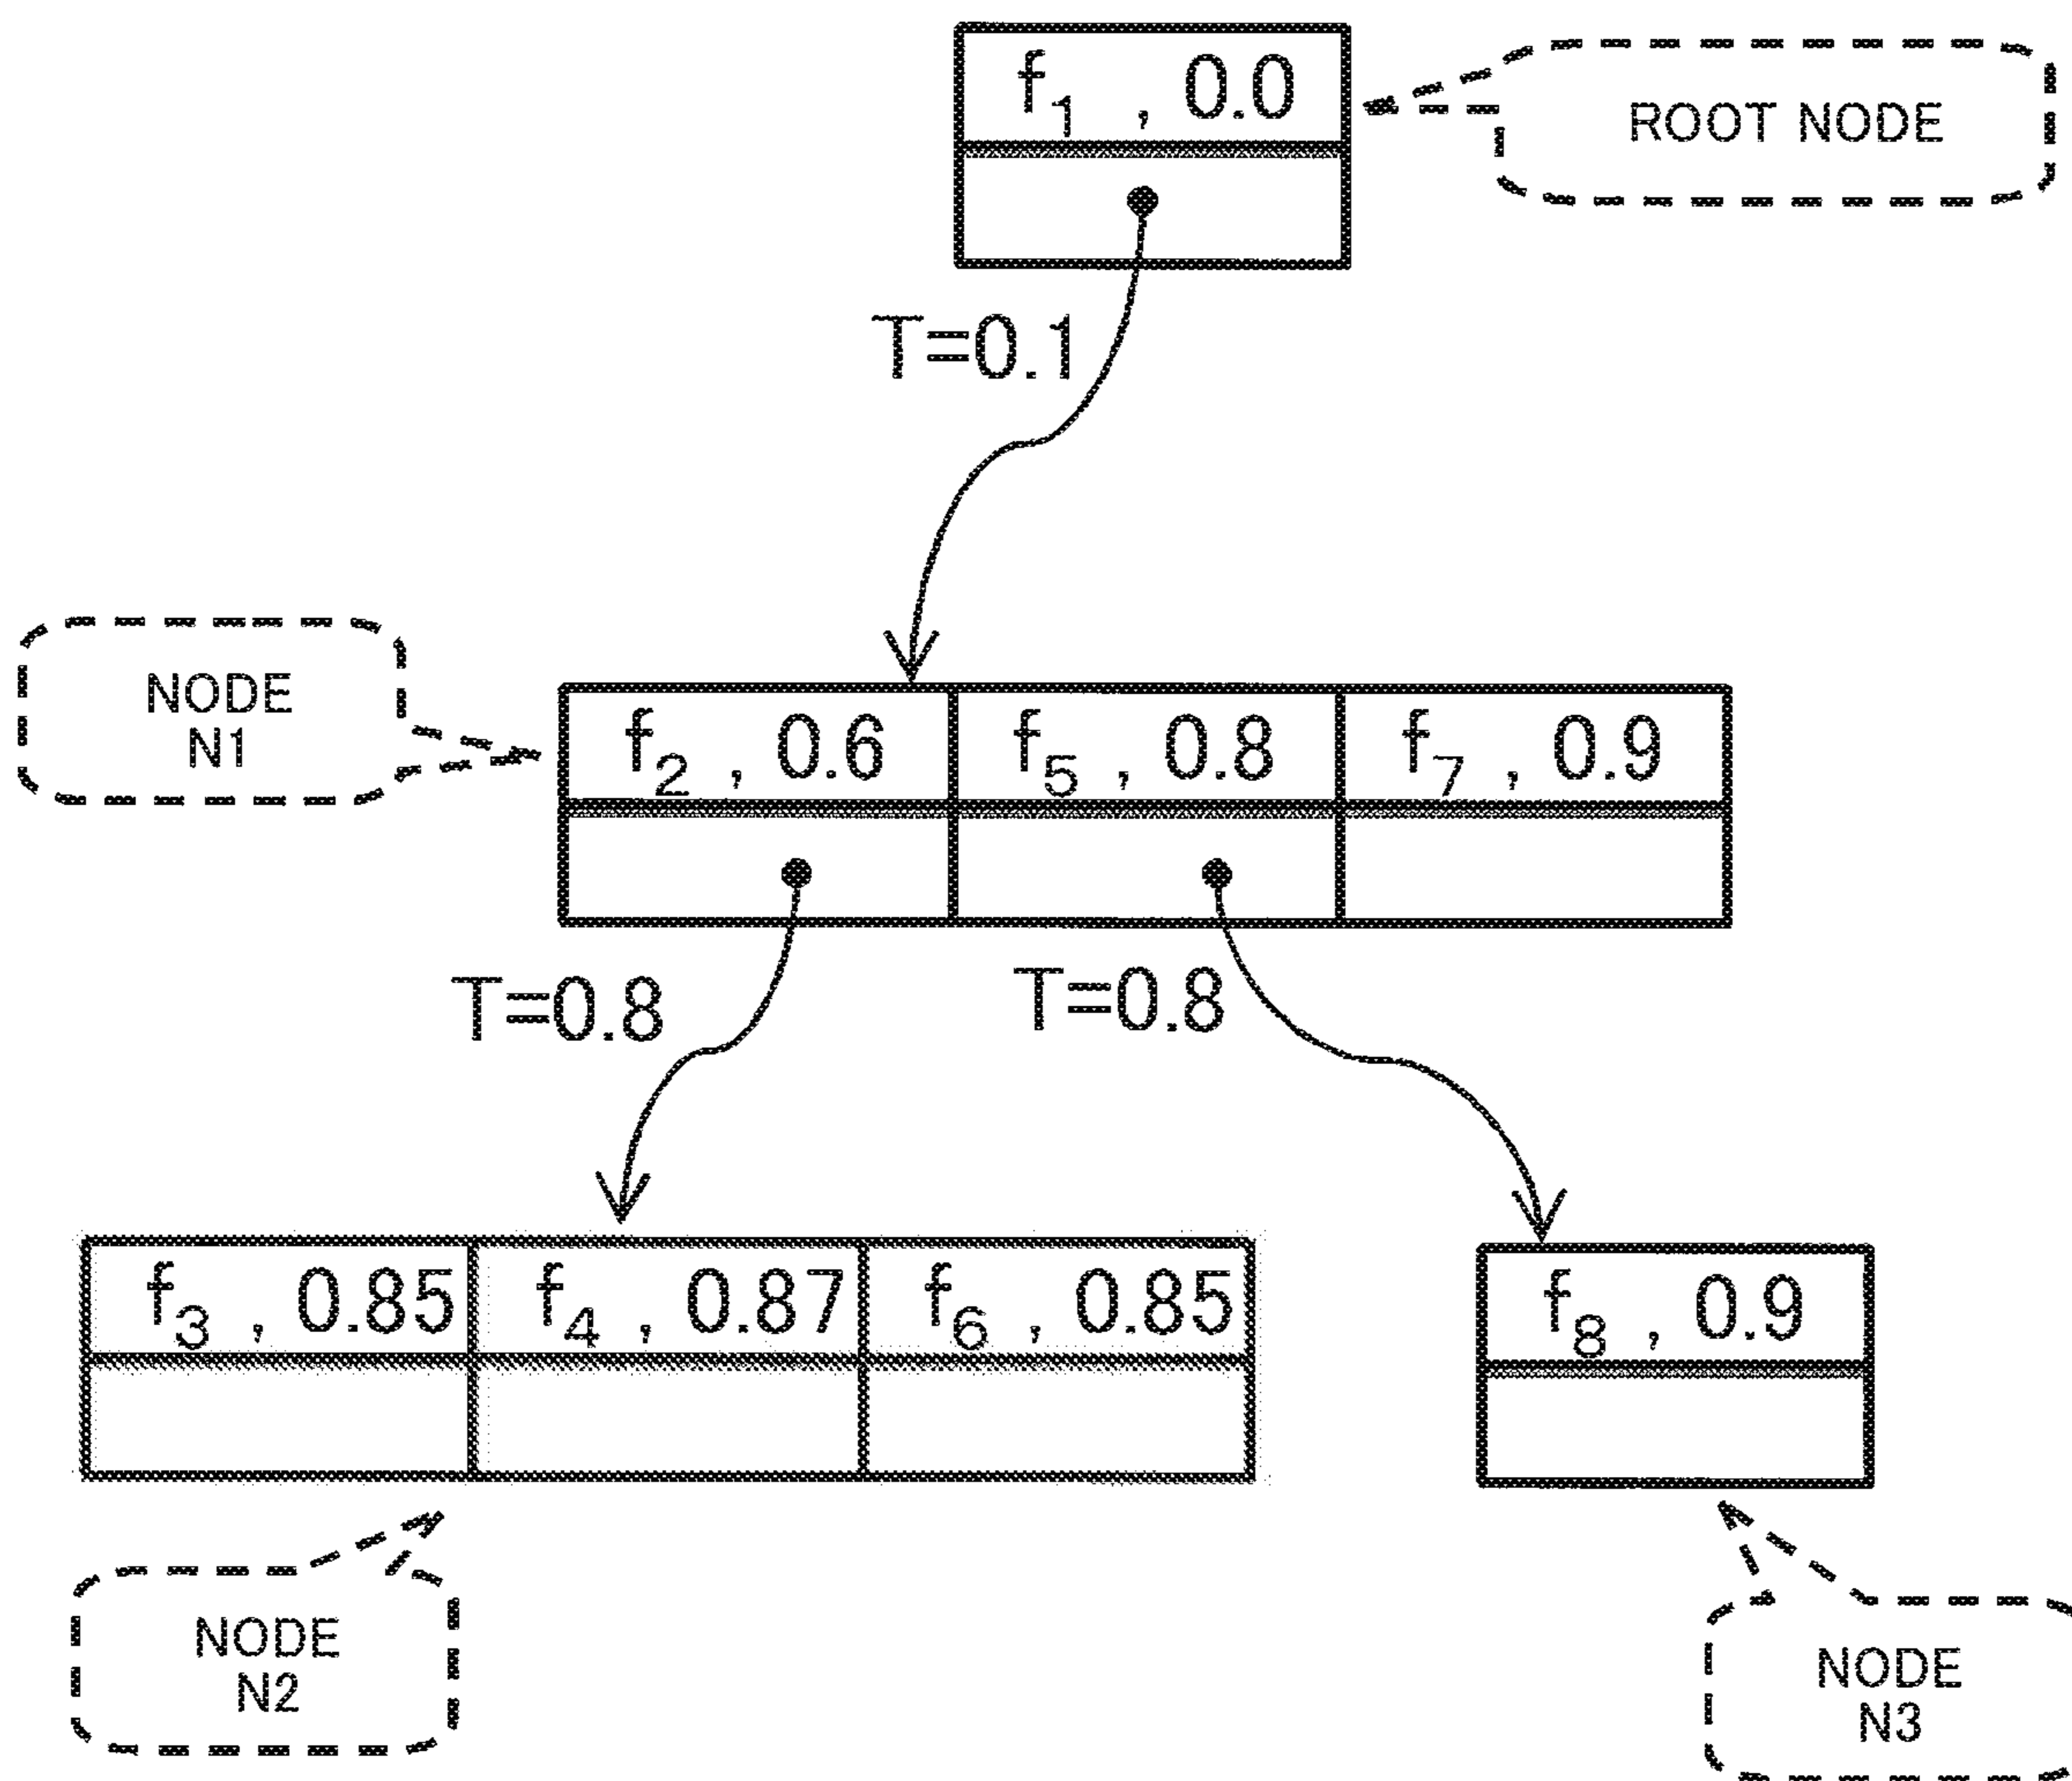 f1 , 0.0
ROOT NODE
T=0.1
NODE
N1
f2 , 0.6
f5 , 0.8
f7 , 0.9
T=0.8
T=0.8
f3 , 0.85
f4 , 0.87
f6 , 0.85
f8 , 0.9
NODE
N2
NODE
N3